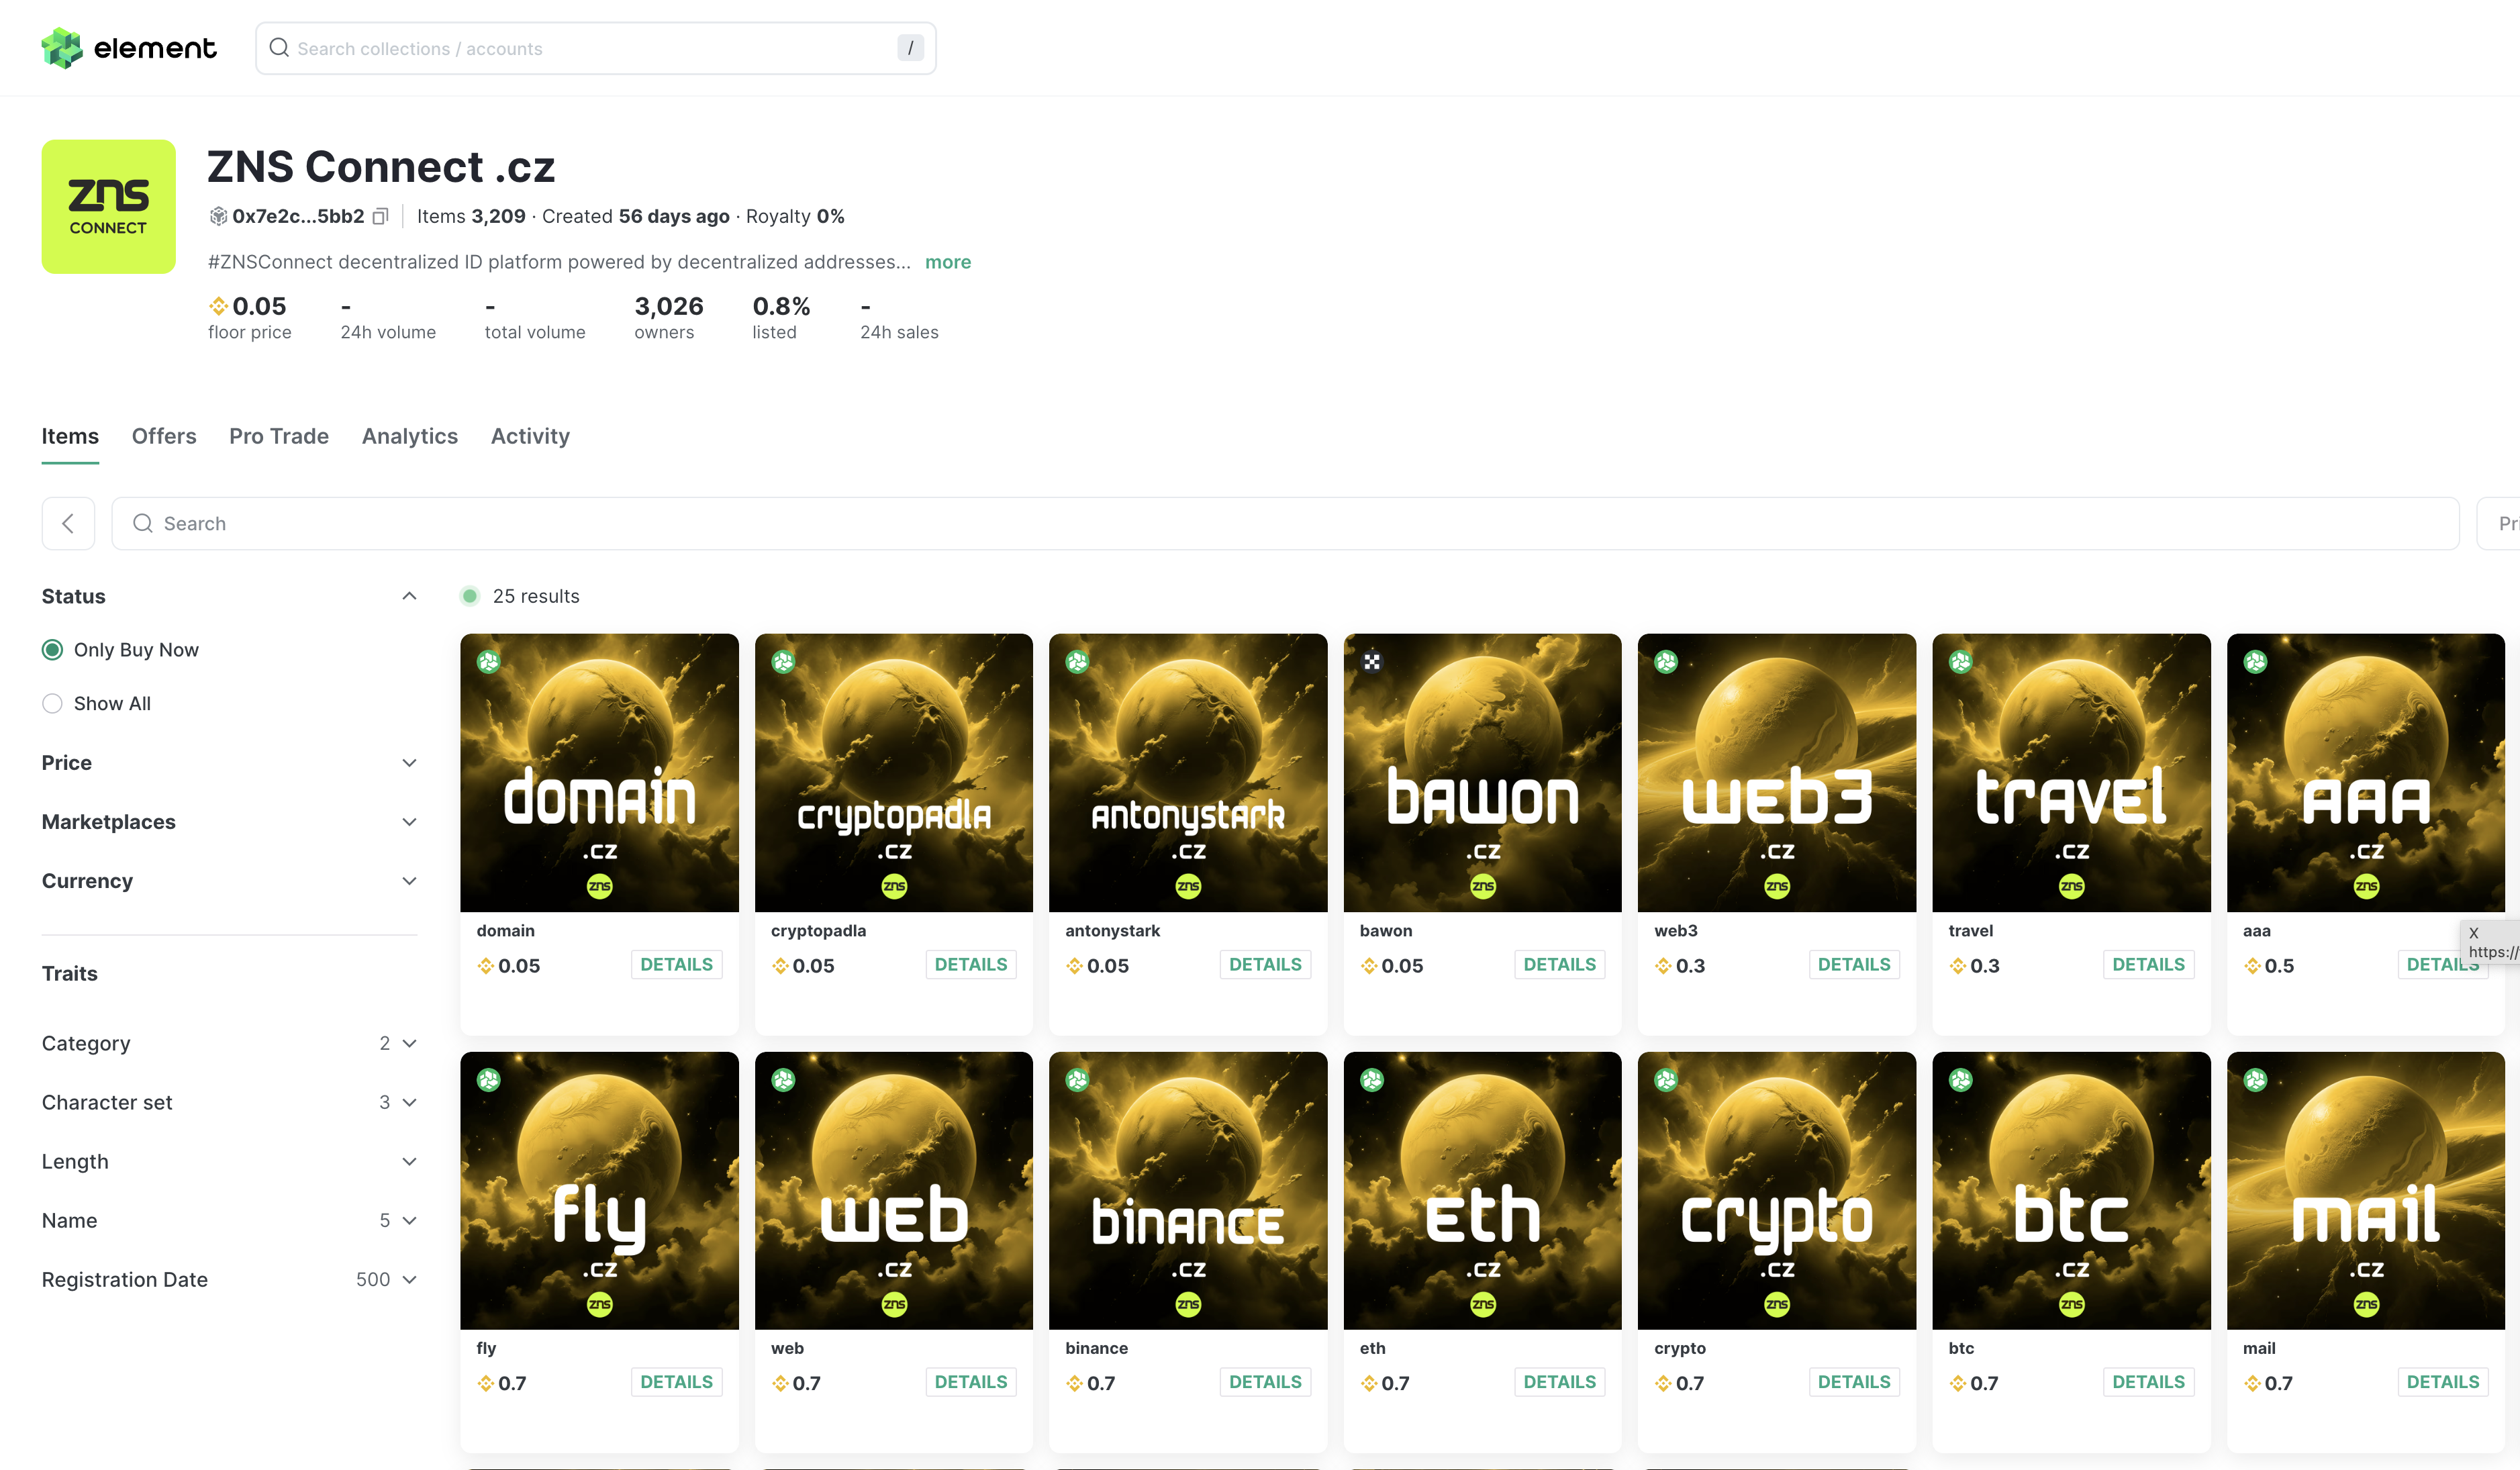 element
Search collections / accounts
/
zns
CONNECT
ZNS Connect .cz
0x7e2c...5bb2 Items 3,209 · Created 56 days ago · Royalty 0%
#ZNSConnect decentralized ID platform powered by decentralized addresses... more
0.05 - - 3,026 0.8% -
floor price 24h volume total volume owners listed 24h sales
Items Offers Pro Trade Analytics Activity
Search
Status
25 results
Only Buy Now
Show All
Price
Marketplaces
Currency
Traits
Category 2
Character set 3
Length
Name 5
Registration Date 500
domain
.cz
zns
domain
0.05 DETAILS
cryptopadla
.cz
zns
cryptopadla
0.05 DETAILS
antonystark
.cz
zns
antonystark
0.05 DETAILS
bawon
.cz
zns
bawon
0.05 DETAILS
web3
.cz
zns
web3
0.3 DETAILS
travel
.cz
zns
travel
0.3 DETAILS
aaa
.cz
zns
aaa
0.5 DETAILS
X
https://
fly
.cz
zns
fly
0.7 DETAILS
web
.cz
zns
web
0.7 DETAILS
binance
.cz
zns
binance
0.7 DETAILS
eth
.cz
zns
eth
0.7 DETAILS
crypto
.cz
zns
crypto
0.7 DETAILS
btc
.cz
zns
btc
0.7 DETAILS
mail
.cz
zns
mail
0.7 DETAILS